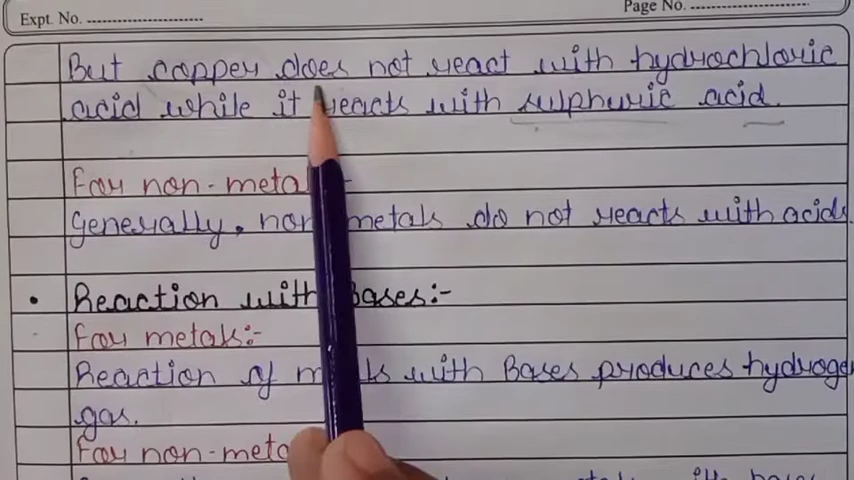 Expt. No.
Page No.
But copper does not react with hydrochloric
acid while it reacts with sulphuric acid.
For non-meta
Generally, non metals do not reacts with acids.
• Reaction with Bases:-
For metals:-
Reaction of metals with Bases produces hydroge
gas.
For non-meta